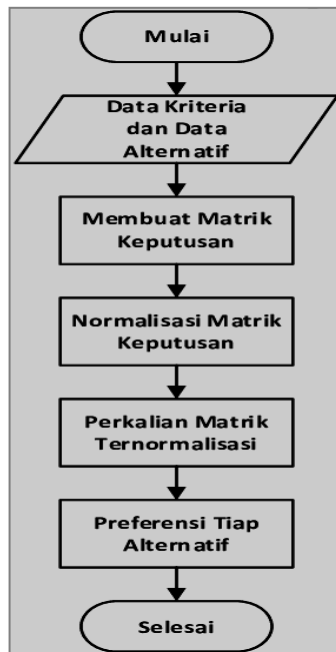 Mulai
Data Kriteria
dan Data
Alternatif
Membuat Matrik
Keputusan
Normalisasi Matrik
Keputusan
Perkalian Matrik
Ternormalisasi
Preferensi Tiap
Alternatif
Selesai